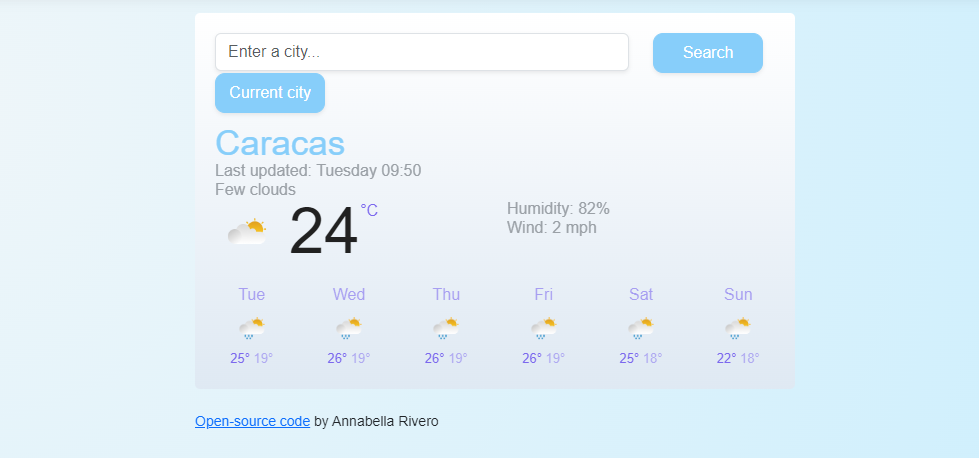 Enter a city...
Search
Current city
Caracas
Last updated: Tuesday 09:50
Few clouds
24 °C
Humidity: 82%
Wind: 2 mph
Tue Wed Thu Fri Sat Sun
25° 19° 26° 19° 26° 19° 26° 19° 25° 18° 22° 18°
Open-source code by Annabella Rivero